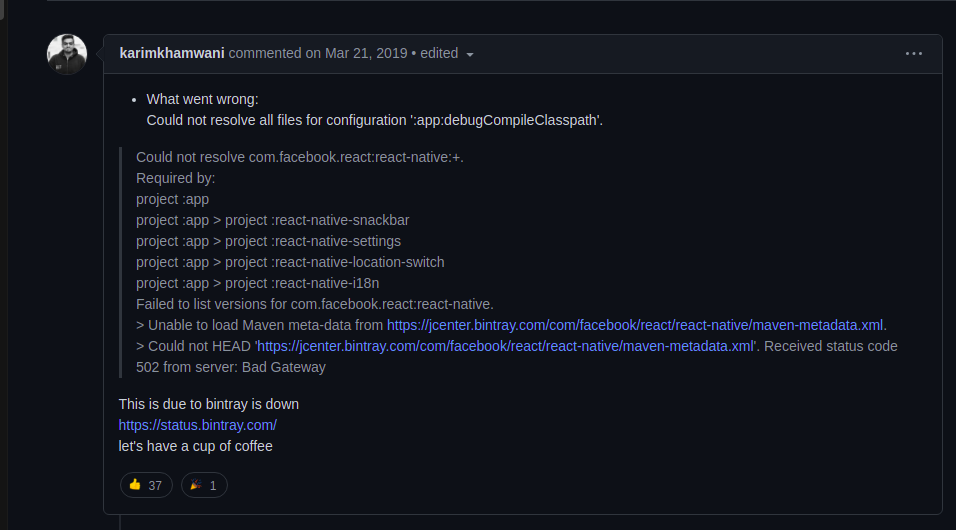 karimkhamwani commented on Mar 21, 2019 • edited
• What went wrong:
Could not resolve all files for configuration ':app:debugCompileClasspath'.
Could not resolve com.facebook.react:react-native:+.
Required by:
project :app
project :app > project :react-native-snackbar
project :app > project :react-native-settings
project :app > project :react-native-location-switch
project :app > project :react-native-i18n
Failed to list versions for com.facebook.react:react-native.
> Unable to load Maven meta-data from https://jcenter.bintray.com/com/facebook/react/react-native/maven-metadata.xml.
> Could not HEAD 'https://jcenter.bintray.com/com/facebook/react/react-native/maven-metadata.xml'. Received status code
502 from server: Bad Gateway
This is due to bintray is down
https://status.bintray.com/
let's have a cup of coffee
👍 37 🎉 1